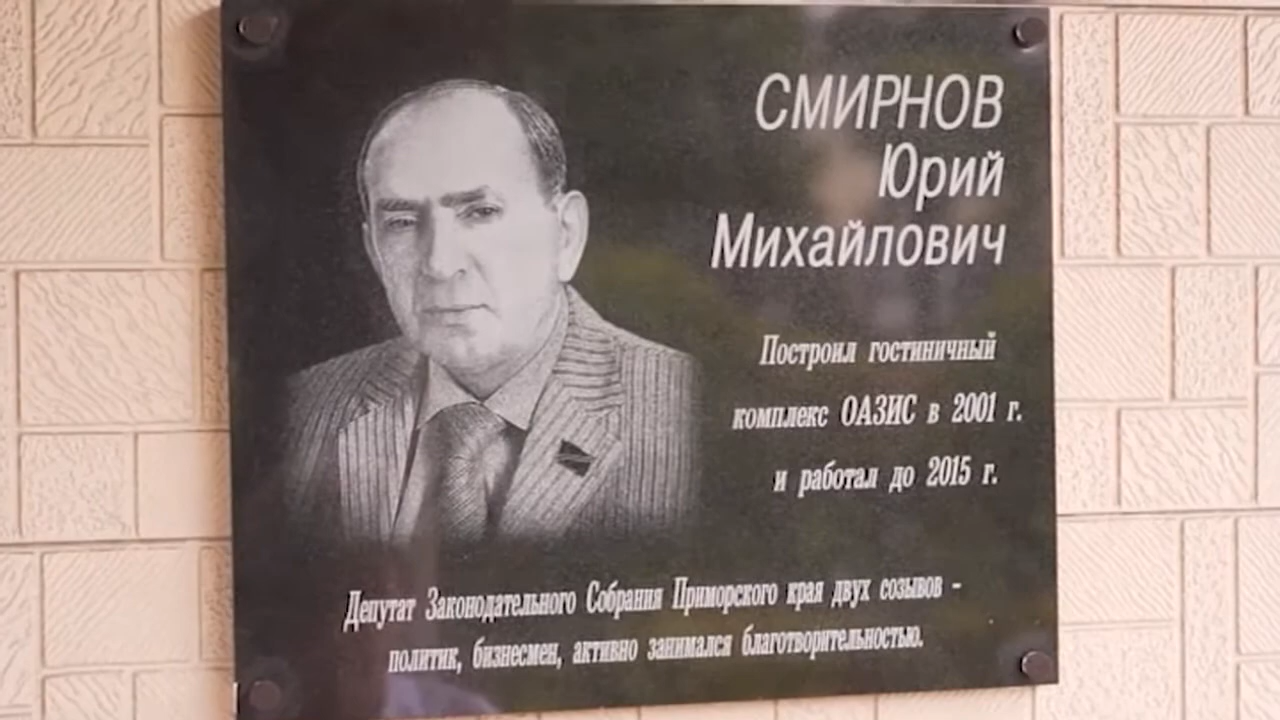 СМИРНОВ
Юрий
Михайлович
Построил гостиничный
комплекс ОАЗИС в 2001 г.
и работал до 2015 г.
Депутат Законодательного Собрания Приморского края двух созывов -
политик, бизнесмен, активно занимался благотворительностью.